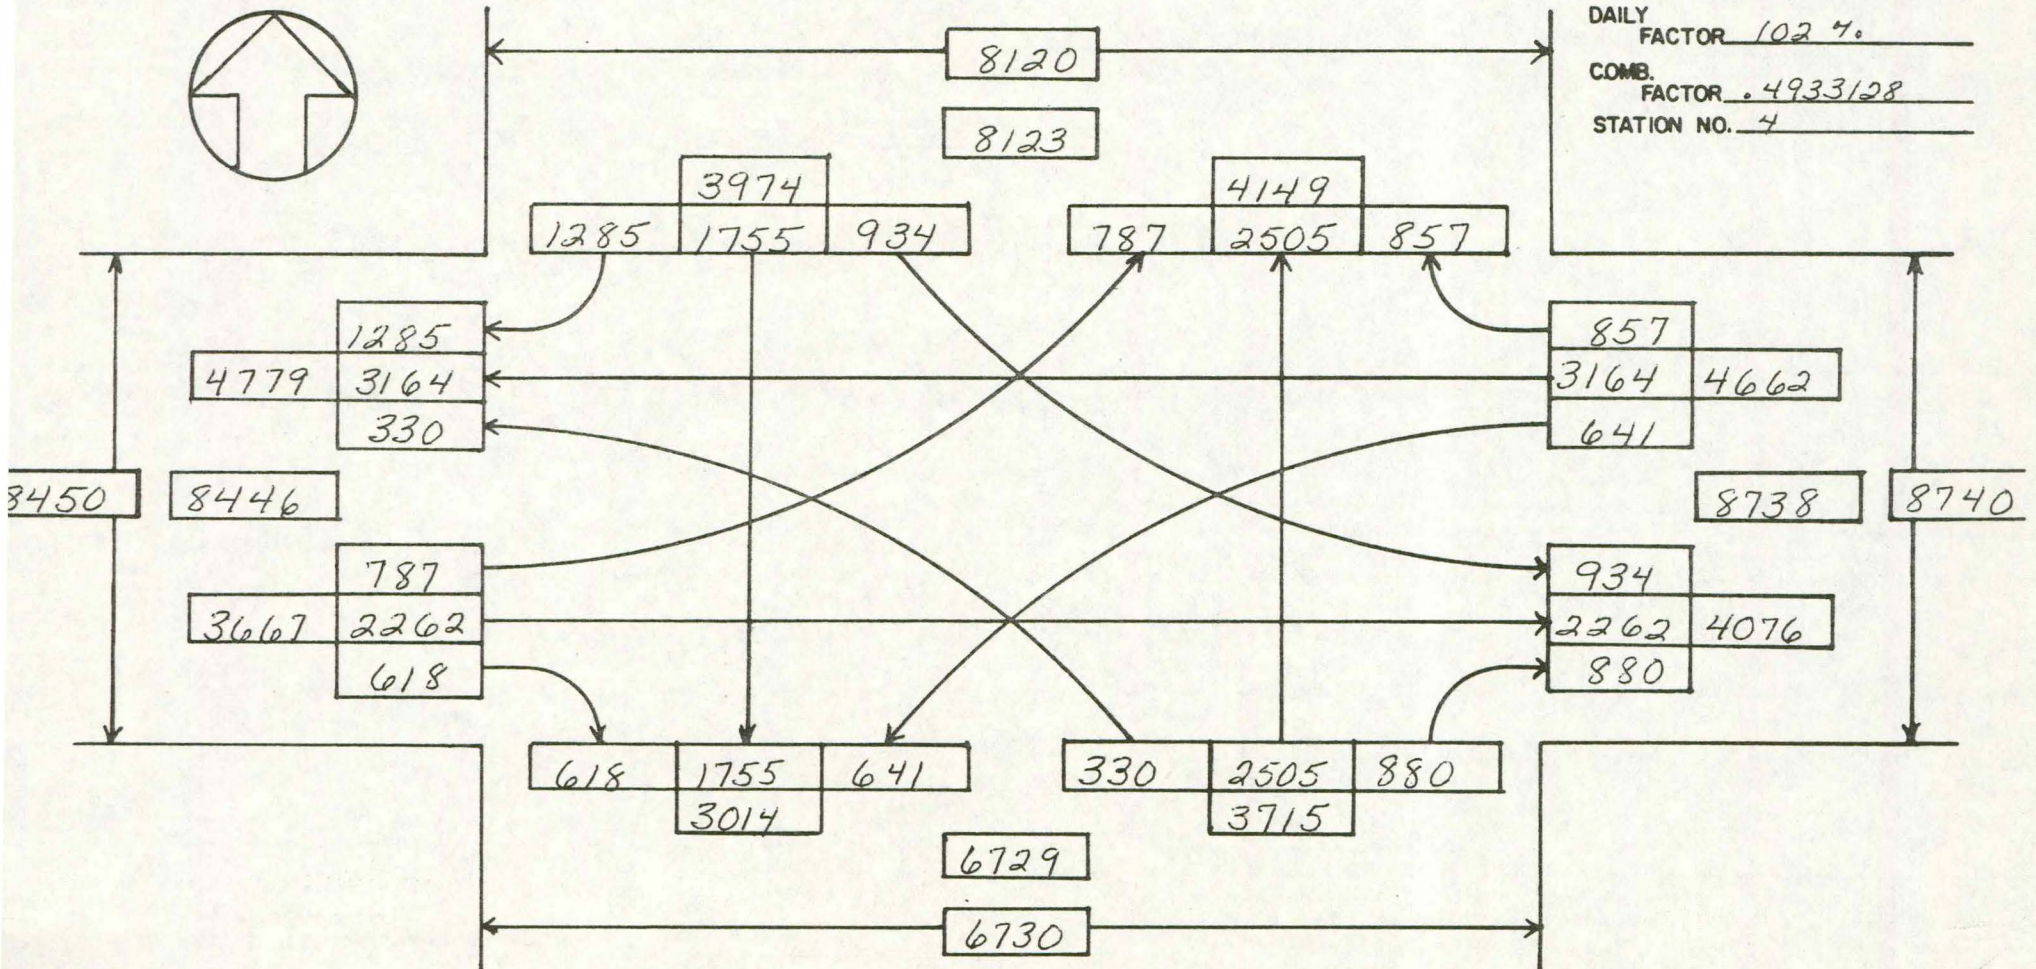 DAILY
FACTOR 102 %
COMB.
FACTOR .4933128
STATION NO. 4
8120
8123
3974
1285 1755 934
4149
787 2505 857
1285
4779 3164 330
857
3164 4662
641
8450 8446
8738 8740
787
3667 2262
618
934
2262 4076
880
618 1755 641
3014
330 2505 880
3715
6729
6730